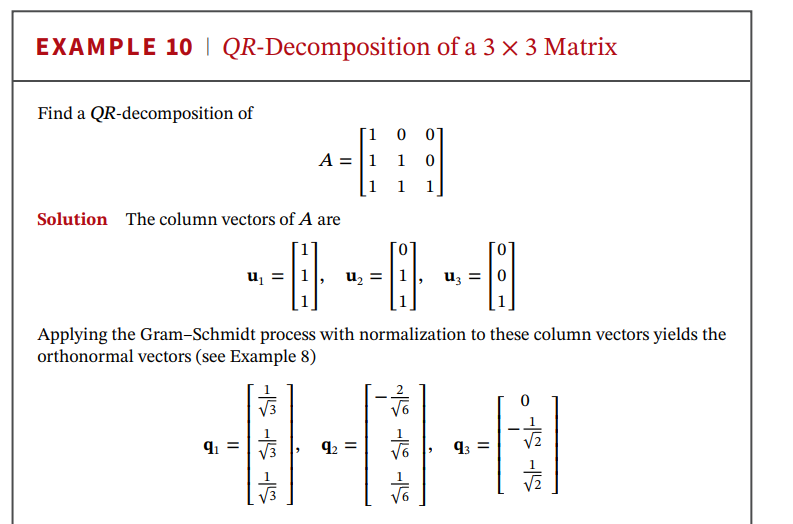 EXAMPLE 10 | QR-Decomposition of a 3 × 3 Matrix
Find a QR-decomposition of
A = [1 0 0
1 1 0
1 1 1]
Solution The column vectors of A are
u₁ = [1
1
1], u₂ = [0
1
1], u₃ = [0
0
1]
Applying the Gram–Schmidt process with normalization to these column vectors yields the
orthonormal vectors (see Example 8)
q₁ = [1/√3
1/√3
1/√3], q₂ = [−2/√6
1/√6
1/√6], q₃ = [0
−1/√2
1/√2]